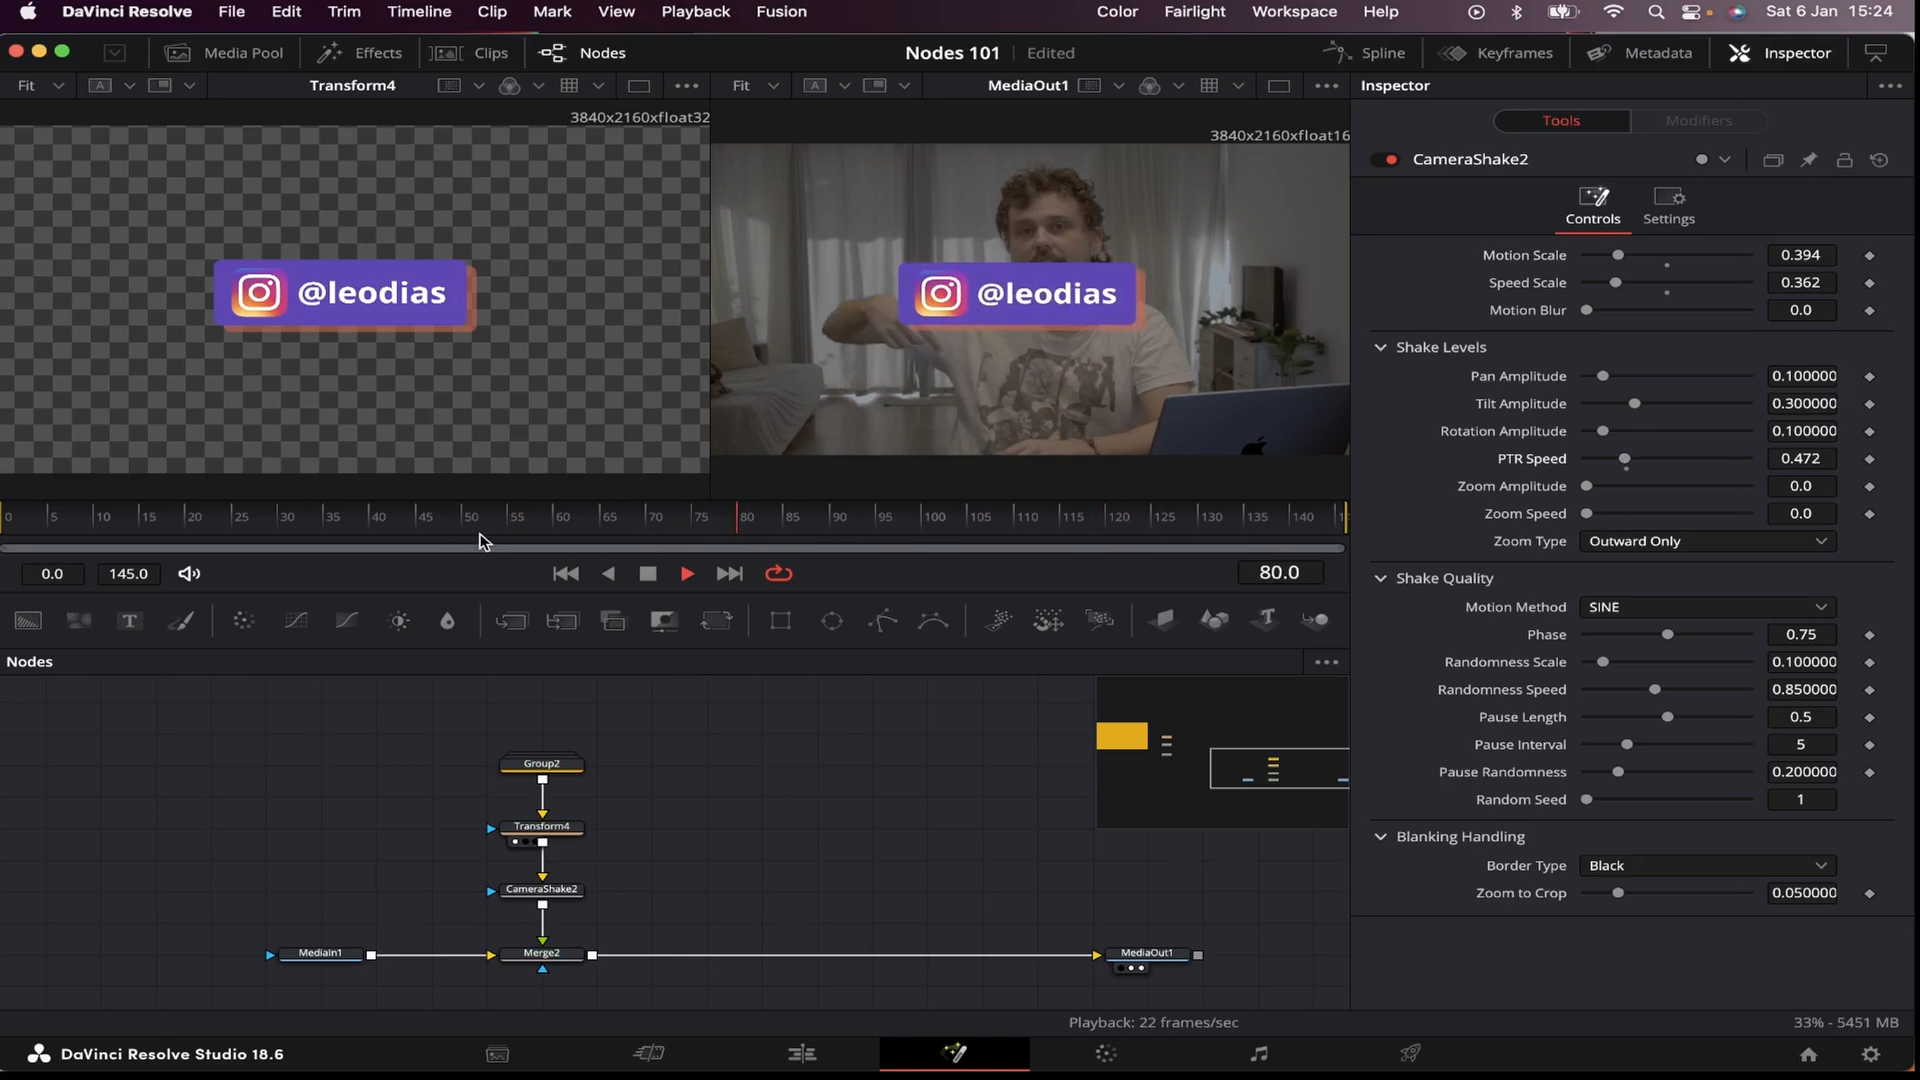 DaVinci Resolve File Edit Trim Timeline Clip Mark View Playback Fusion Color Fairlight Workspace Help Sat 6 Jan 15:24
Media Pool Effects Clips Nodes Nodes 101 Edited Spline Keyframes Metadata Inspector
Fit A Transform4 Fit A MediaOut1 Inspector
3840x2160xfloat32
3840x2160xfloat16
Tools Modifiers
CameraShake2
Controls Settings
@leodias
@leodias
Motion Scale 0.394
Speed Scale 0.362
Motion Blur 0.0
Shake Levels
Pan Amplitude 0.100000
Tilt Amplitude 0.300000
Rotation Amplitude 0.100000
PTR Speed 0.472
Zoom Amplitude 0.0
Zoom Speed 0.0
Zoom Type Outward Only
0 5 10 15 20 25 30 35 40 45 50 55 60 65 70 75 80 85 90 95 100 105 110 115 120 125 130 135 140
0.0 145.0 80.0
Shake Quality
Motion Method SINE
Phase 0.75
Randomness Scale 0.100000
Randomness Speed 0.850000
Pause Length 0.5
Pause Interval 5
Pause Randomness 0.200000
Random Seed 1
Blanking Handling
Border Type Black
Zoom to Crop 0.050000
T T
Nodes
Group2
Transform4
CameraShake2
MediaIn1 Merge2 MediaOut1
Playback: 22 frames/sec 33% - 5451 MB
DaVinci Resolve Studio 18.6